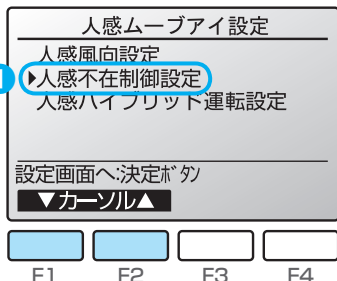 人感ムーブアイ設定
人感風向設定
1 ▶人感不在制御設定
人感ハイブリッド運転設定
設定画面へ:決定ボタン
▼カーソル▲
F1 F2 F3 F4